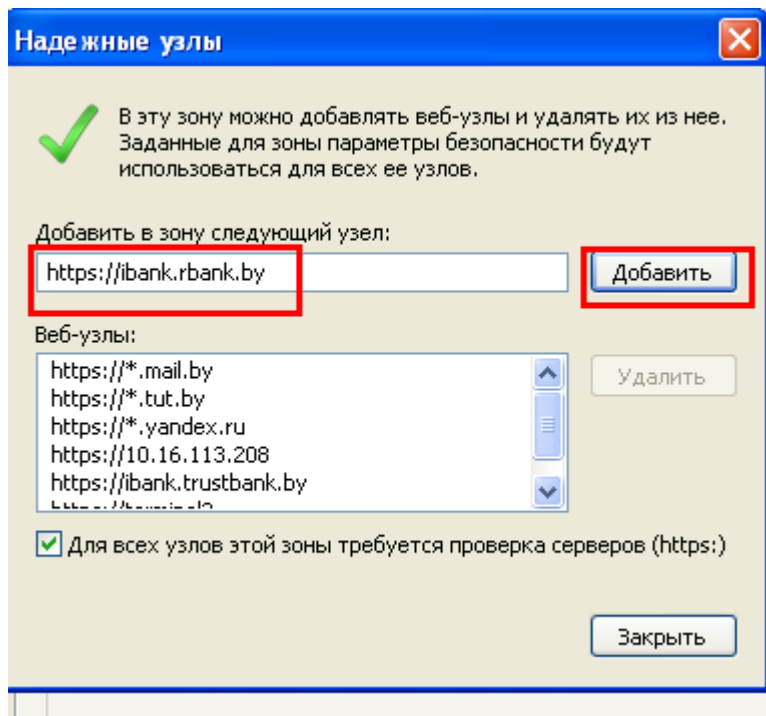 Надежные узлы
В эту зону можно добавлять веб-узлы и удалять их из нее.
Заданные для зоны параметры безопасности будут
использоваться для всех ее узлов.
Добавить в зону следующий узел:
https://ibank.rbank.by
Добавить
Веб-узлы:
https://*.mail.by
https://*.tut.by
https://*.yandex.ru
https://10.16.113.208
https://ibank.trustbank.by
Удалить
Для всех узлов этой зоны требуется проверка серверов (https:)
Закрыть